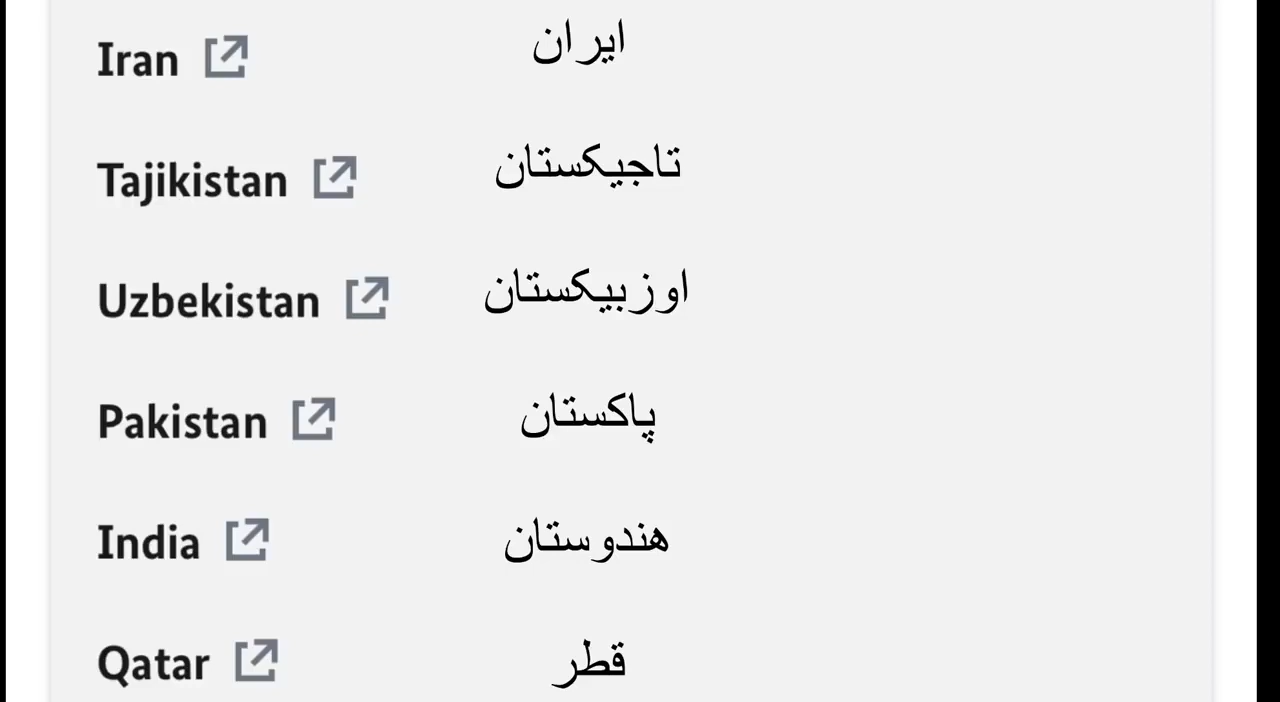 Iran ایران
Tajikistan تاجیکستان
Uzbekistan اوزبیکستان
Pakistan پاکستان
India هندوستان
Qatar قطر